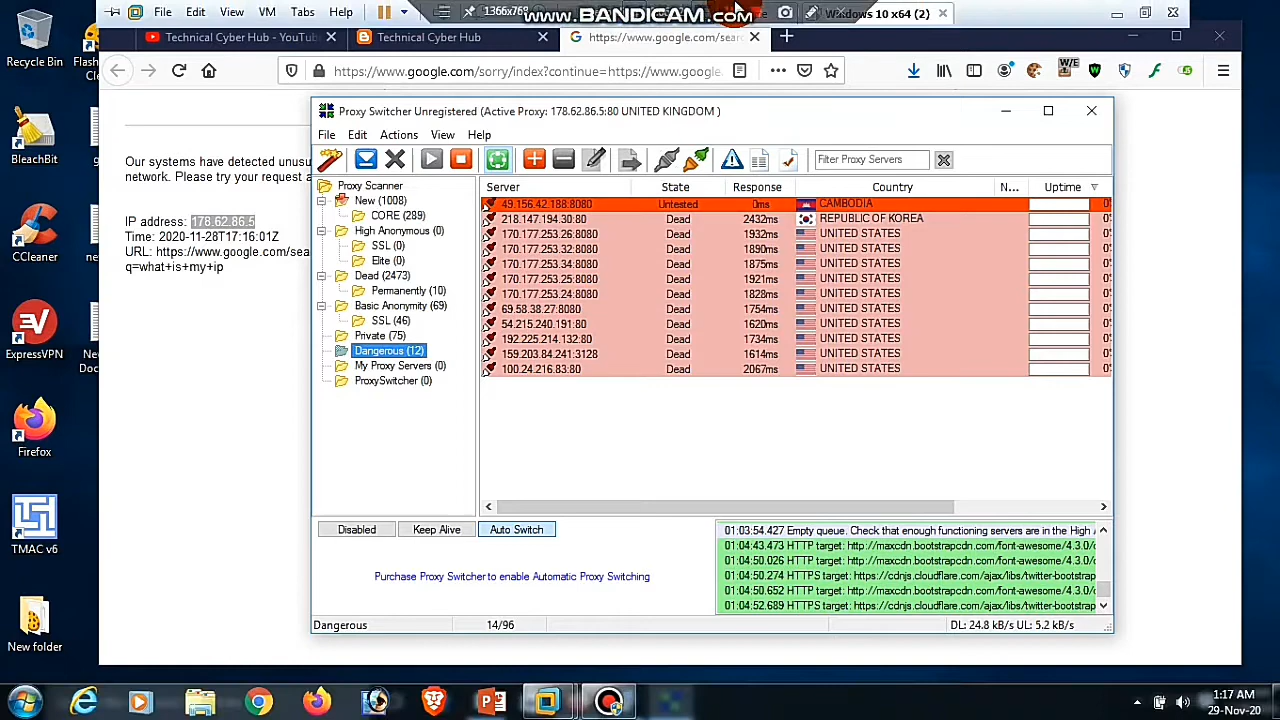 File Edit View VM Tabs Help
1366x768
WWW.BANDICAM.COM
Windows 10 x64 (2)
Technical Cyber Hub - YouTub
Technical Cyber Hub
https://www.google.com/sear
https://www.google.com/sorry/index?continue=https://www.google.
W/E
Recycle Bin
BleachBit
CCleaner
ExpressVPN
Firefox
TMAC v6
New folder
Our systems have detected unusu
network. Please try your request a
IP address: 178.62.86.5
Time: 2020-11-28T17:16:01Z
URL: https://www.google.com/sea
q=what+is+my+ip
Proxy Switcher Unregistered (Active Proxy: 178.62.86.5:80 UNITED KINGDOM )
File Edit Actions View Help
Filter Proxy Servers
Proxy Scanner
New (1008)
CORE (289)
High Anonymous (0)
SSL (0)
Elite (0)
Dead (2473)
Permanently (10)
Basic Anonymity (69)
SSL (46)
Private (75)
Dangerous (12)
My Proxy Servers (0)
ProxySwitcher (0)
Server State Response Country N... Uptime
49.156.42.188:8080 Untested 0ms CAMBODIA
218.147.194.30:80 Dead 2432ms REPUBLIC OF KOREA
170.177.253.26:8080 Dead 1932ms UNITED STATES
170.177.253.32:8080 Dead 1890ms UNITED STATES
170.177.253.34:8080 Dead 1875ms UNITED STATES
170.177.253.25:8080 Dead 1921ms UNITED STATES
170.177.253.24:8080 Dead 1828ms UNITED STATES
69.58.38.27:8080 Dead 1754ms UNITED STATES
54.215.240.191:80 Dead 1620ms UNITED STATES
192.225.214.132:80 Dead 1734ms UNITED STATES
159.203.84.241:3128 Dead 1614ms UNITED STATES
100.24.216.83:80 Dead 2067ms UNITED STATES
Disabled Keep Alive Auto Switch
Purchase Proxy Switcher to enable Automatic Proxy Switching
01:03:54.427 Empty queue. Check that enough functioning servers are in the High
01:04:43.473 HTTP target: http://maxcdn.bootstrapcdn.com/font-awesome/4.3.0/
01:04:50.026 HTTP target: http://maxcdn.bootstrapcdn.com/font-awesome/4.3.0/
01:04:50.274 HTTPS target: https://cdnjs.cloudflare.com/ajax/libs/twitter-bootstrap
01:04:50.652 HTTP target: http://maxcdn.bootstrapcdn.com/font-awesome/4.3.0/
01:04:52.689 HTTPS target: https://cdnjs.cloudflare.com/ajax/libs/twitter-bootstrap
Dangerous 14/96 DL: 24.8 kB/s UL: 5.2 kB/s
1:17 AM
29-Nov-20